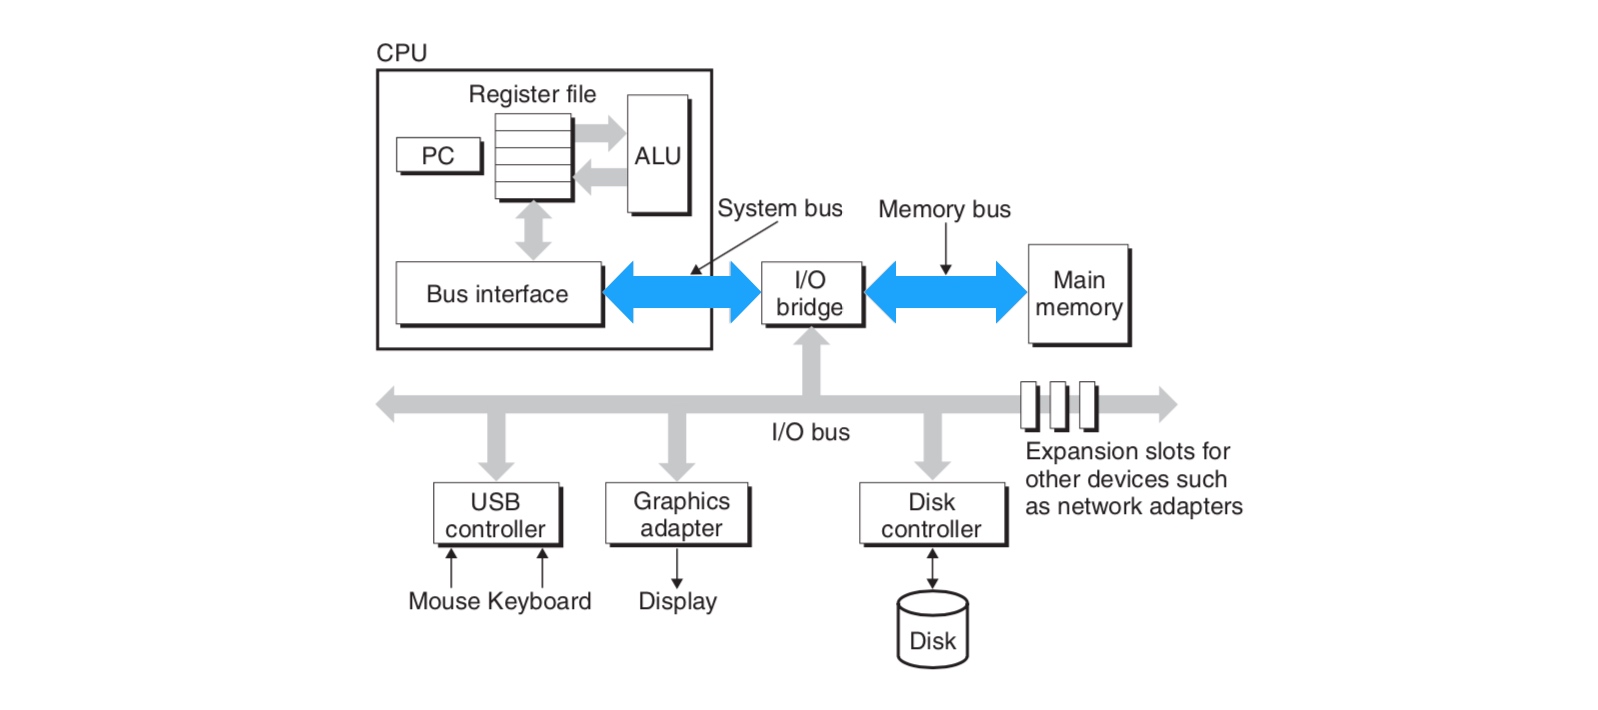 CPU
Register file
PC
ALU
System bus
Memory bus
Bus interface
I/O
bridge
Main
memory
I/O bus
Expansion slots for
other devices such
as network adapters
USB
controller
Graphics
adapter
Disk
controller
Mouse Keyboard
Display
Disk